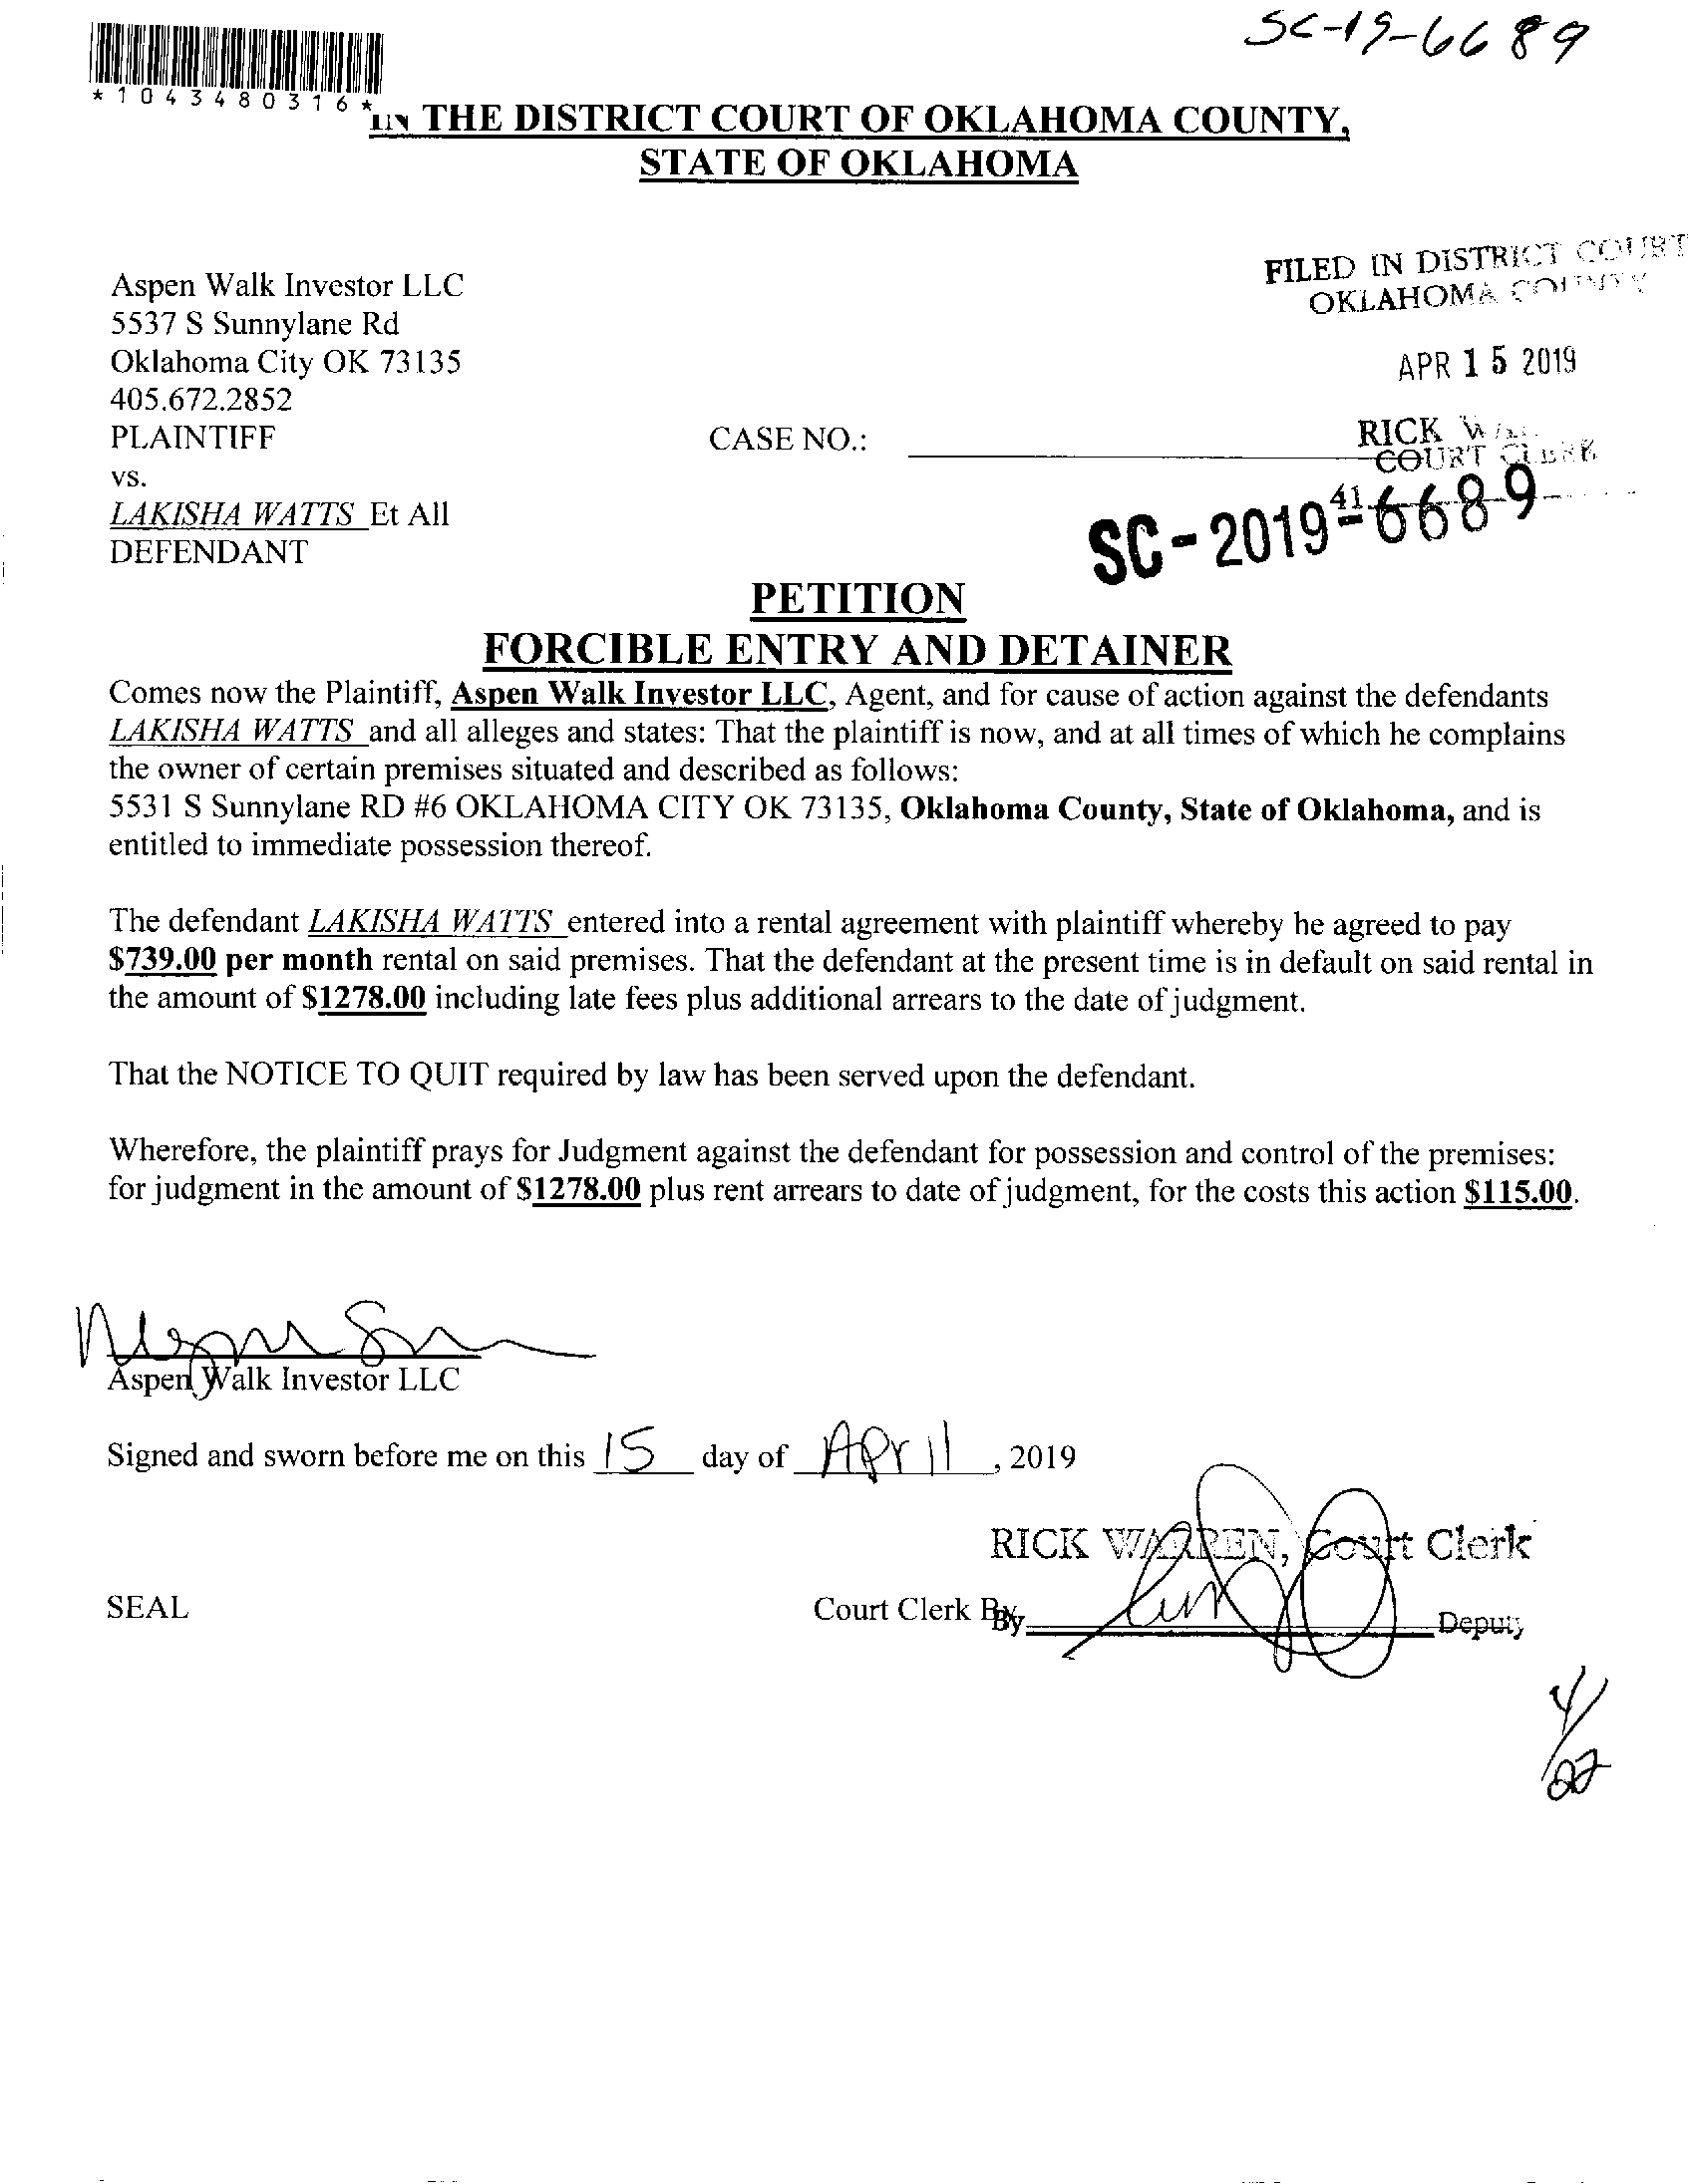 SC-19-6689
*1043480316*
IN THE DISTRICT COURT OF OKLAHOMA COUNTY,
STATE OF OKLAHOMA
FILED IN DISTRICT COURT
OKLAHOMA COUNTY
Aspen Walk Investor LLC
5537 S Sunnylane Rd
Oklahoma City OK 73135
APR 15 2019
405.672.2852
PLAINTIFF
CASE NO.:
RICK
COURT CLERK
vs.
41
LAKISHA WATTS Et All
SC-2019-6689
DEFENDANT
PETITION
FORCIBLE ENTRY AND DETAINER
Comes now the Plaintiff, Aspen Walk Investor LLC, Agent, and for cause of action against the defendants
LAKISHA WATTS and all alleges and states: That the plaintiff is now, and at all times of which he complains
the owner of certain premises situated and described as follows:
5531 S Sunnylane RD #6 OKLAHOMA CITY OK 73135, Oklahoma County, State of Oklahoma, and is
entitled to immediate possession thereof.
The defendant LAKISHA WATTS entered into a rental agreement with plaintiff whereby he agreed to pay
$739.00 per month rental on said premises. That the defendant at the present time is in default on said rental in
the amount of $1278.00 including late fees plus additional arrears to the date of judgment.
That the NOTICE TO QUIT required by law has been served upon the defendant.
Wherefore, the plaintiff prays for Judgment against the defendant for possession and control of the premises:
for judgment in the amount of $1278.00 plus rent arrears to date of judgment, for the costs this action $115.00.
Aspen Walk Investor LLC
Signed and sworn before me on this 15 day of April, 2019
RICK WARREN, Court Clerk
SEAL
Court Clerk By
By Deputy
4/